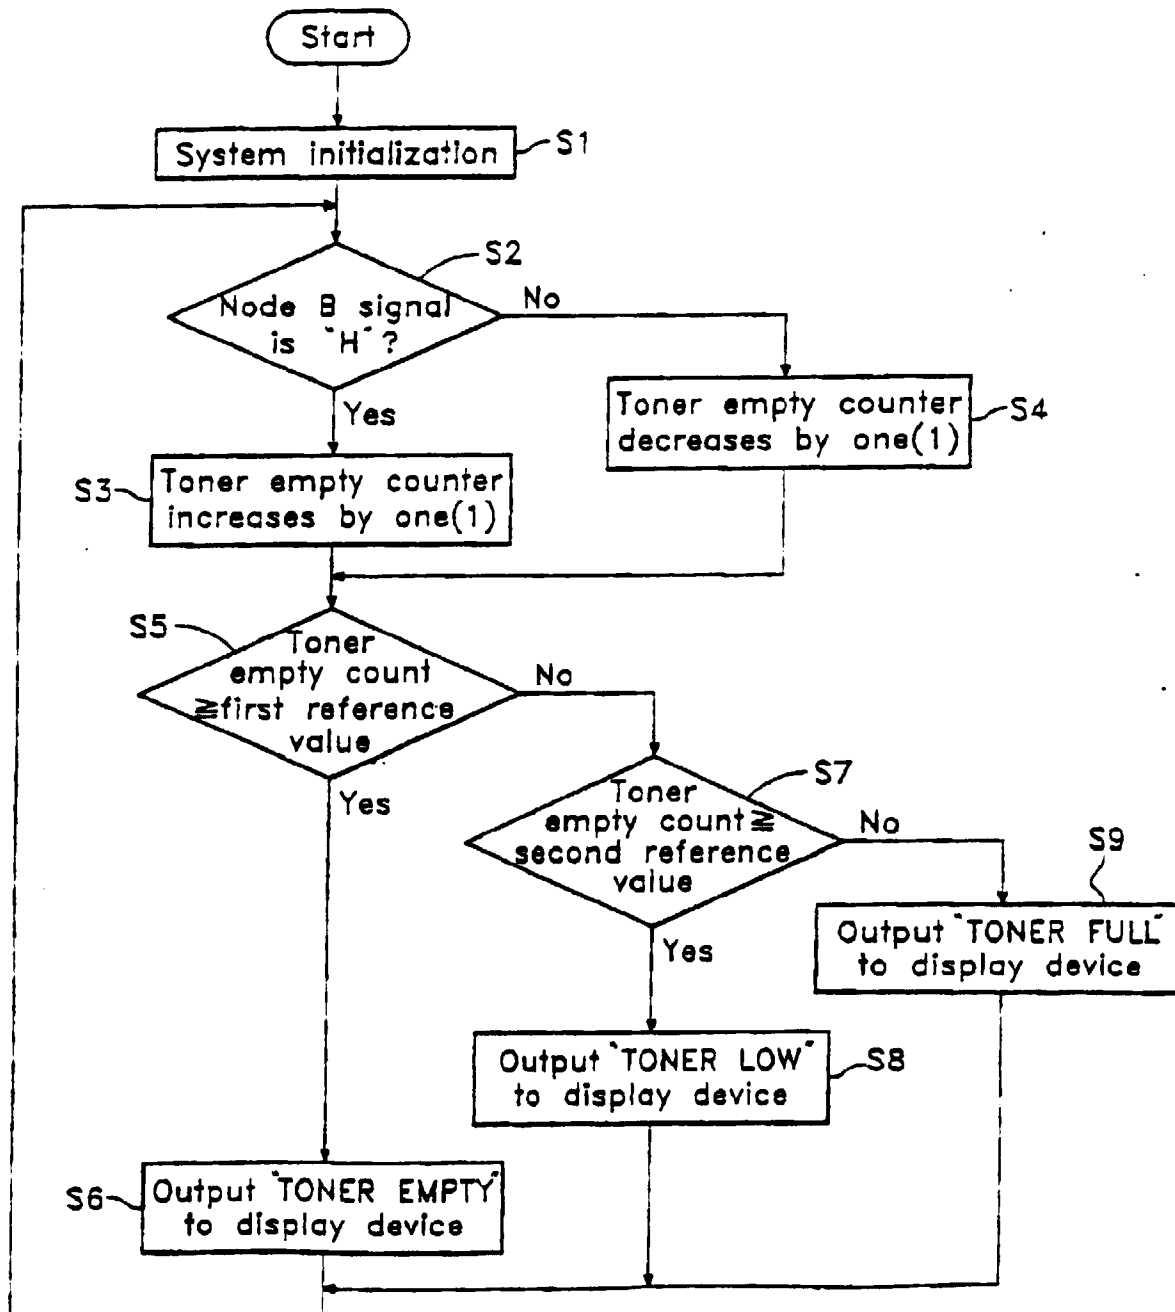 Start
System initialization
S1
S2
Node B signal
is "H"?
No
Yes
Toner empty counter
decreases by one(1)
S4
S3
Toner empty counter
increases by one(1)
S5
Toner
empty count
≧first reference
value
No
Yes
S7
Toner
empty count≧
second reference
value
No
Yes
S9
Output "TONER FULL"
to display device
Output "TONER LOW"
to display device
S8
S6
Output "TONER EMPTY"
to display device